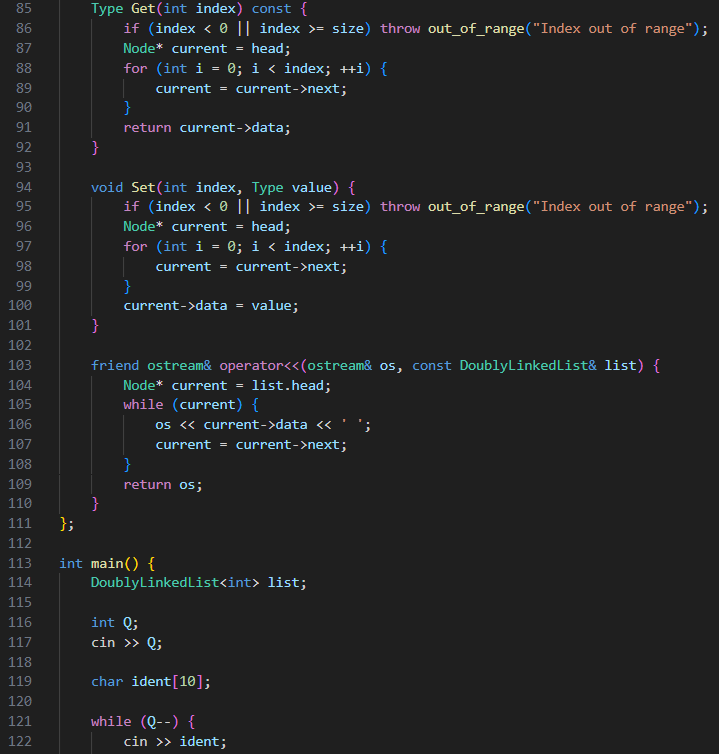 85 Type Get(int index) const {
86 if (index < 0 || index >= size) throw out_of_range("Index out of range");
87 Node* current = head;
88 for (int i = 0; i < index; ++i) {
89 current = current->next;
90 }
91 return current->data;
92 }
93
94 void Set(int index, Type value) {
95 if (index < 0 || index >= size) throw out_of_range("Index out of range");
96 Node* current = head;
97 for (int i = 0; i < index; ++i) {
98 current = current->next;
99 }
100 current->data = value;
101 }
102
103 friend ostream& operator<<(ostream& os, const DoublyLinkedList& list) {
104 Node* current = list.head;
105 while (current) {
106 os << current->data << ' ';
107 current = current->next;
108 }
109 return os;
110 }
111 };
112
113 int main() {
114 DoublyLinkedList<int> list;
115
116 int Q;
117 cin >> Q;
118
119 char ident[10];
120
121 while (Q--) {
122 cin >> ident;